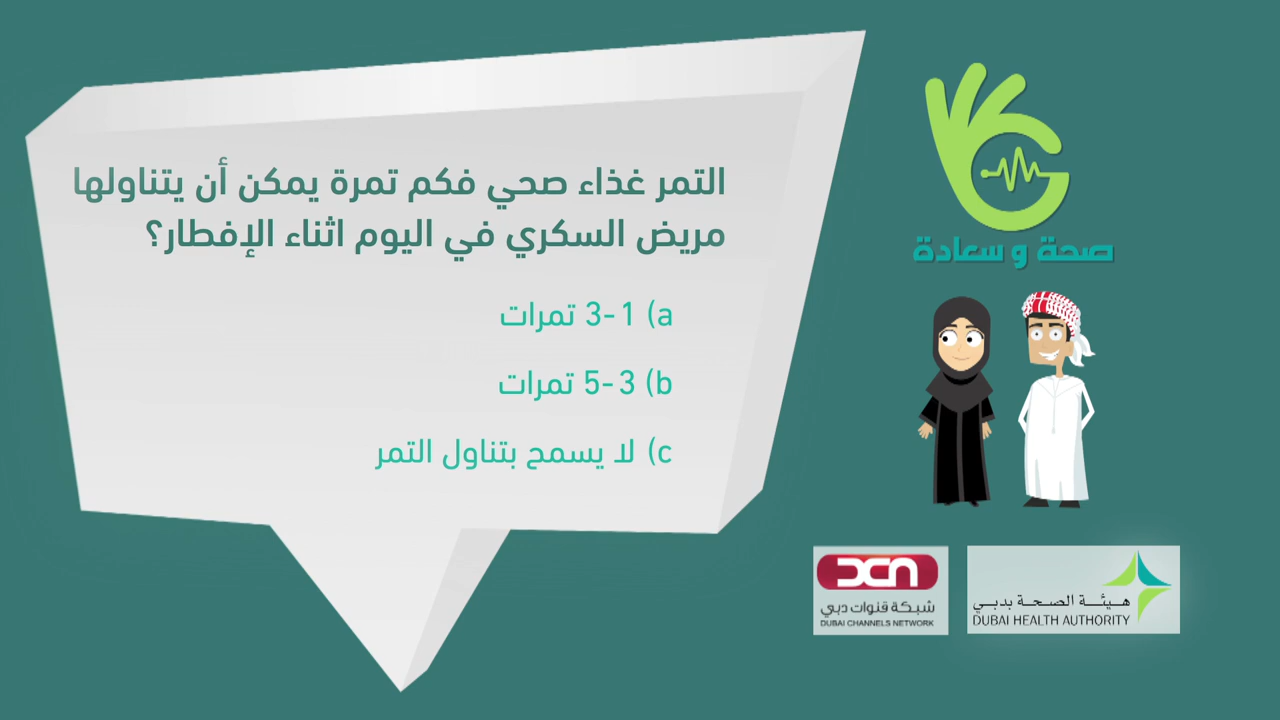 التمر غذاء صحي فكم تمرة يمكن أن يتناولها
مريض السكري في اليوم اثناء الإفطار؟
a) 1-3 تمرات
b) 3-5 تمرات
c) لا يسمح بتناول التمر
صحة و سعادة
هيئة الصحة بدبي
DUBAI HEALTH AUTHORITY
DCN
شبكة قنوات دبي
DUBAI CHANNELS NETWORK